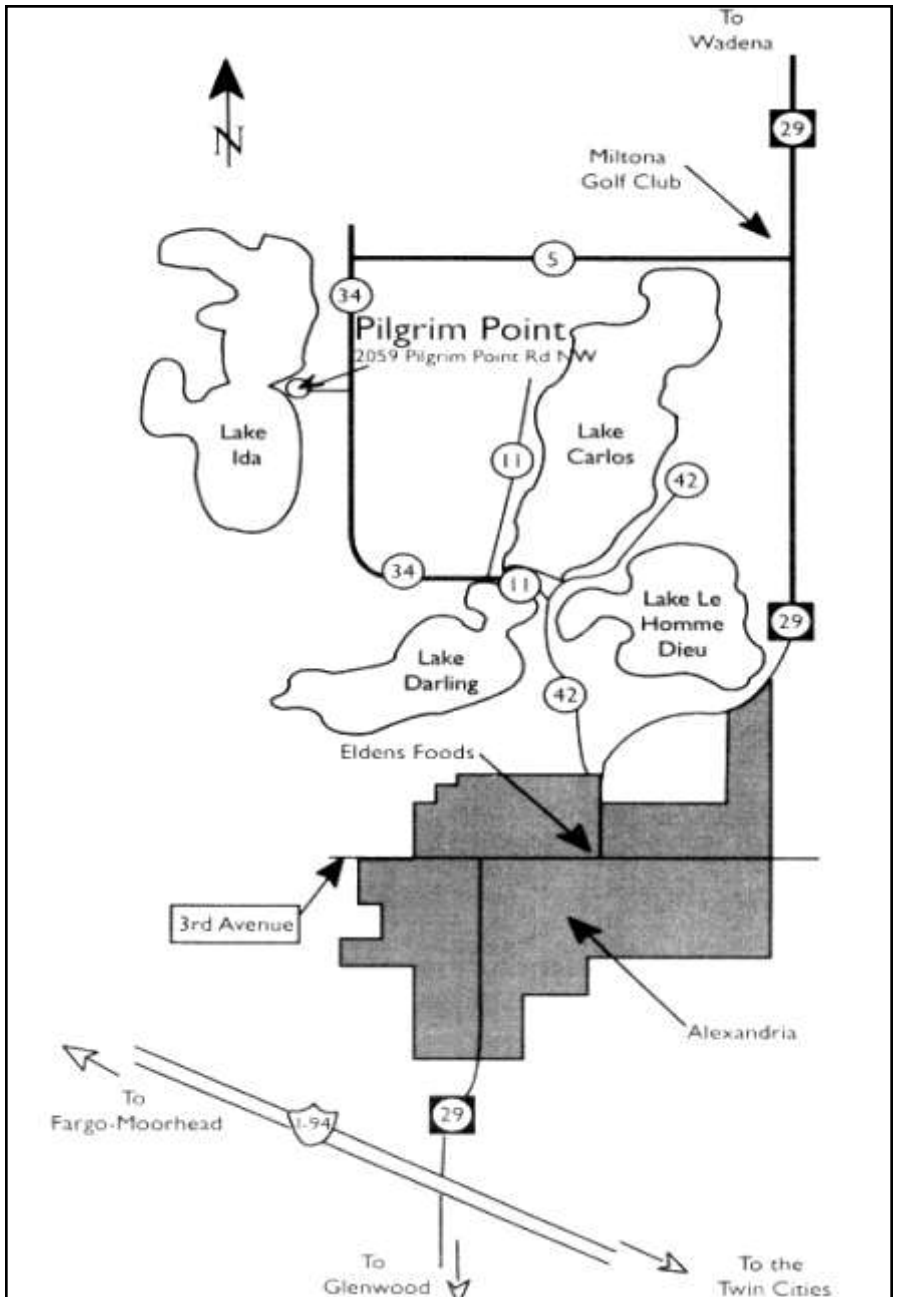 To
Wadena
29
N
Miltona
Golf Club
5
34
Pilgrim Point
2059 Pilgrim Point Rd NW
Lake
Ida
Lake
Carlos
11
42
34
11
Lake Le
Homme
Dieu
29
Lake
Darling
42
Eldens Foods
3rd Avenue
Alexandria
To
Fargo-Moorhead
I-94
29
To
Glenwood
To the
Twin Cities